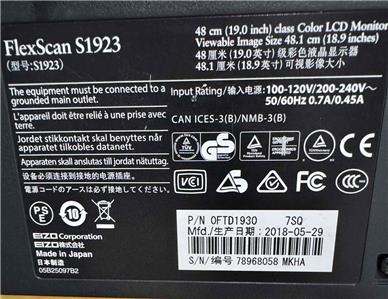 FlexScan S1923
(型号:S1923)
48 cm (19.0 inch) class Color LCD Monitor
Viewable Image Size 48.1 cm (18.9 inches)
48 厘米 (19.0 英寸) 级彩色液晶显示器
48.1 厘米 (18.9 英寸) 可视影像大小
The equipment must be connected to a
grounded main outlet.
L'appareil doit être relié à une prise avec
terre.
Jordet stikkontakt skal benyttes når
apparatet tilkobles datanett.
Apparaten skall anslutas till jordat nätuttag.
设备必须连接到接地的电源插座。
電源コードのアースは必ず接地してください。
Input Rating/输入电源:100-120V/200-240V~
50/60Hz 0.7A/0.45A
CAN ICES-3(B)/NMB-3(B)
EIZO Corporation
EIZO株式会社
Made in Japan
日本制造
05B25097B2
P/N 0FTD1930 7SQ
Mfd./生产日期:2018-05-29
S/N/编号 78968058 MKHA